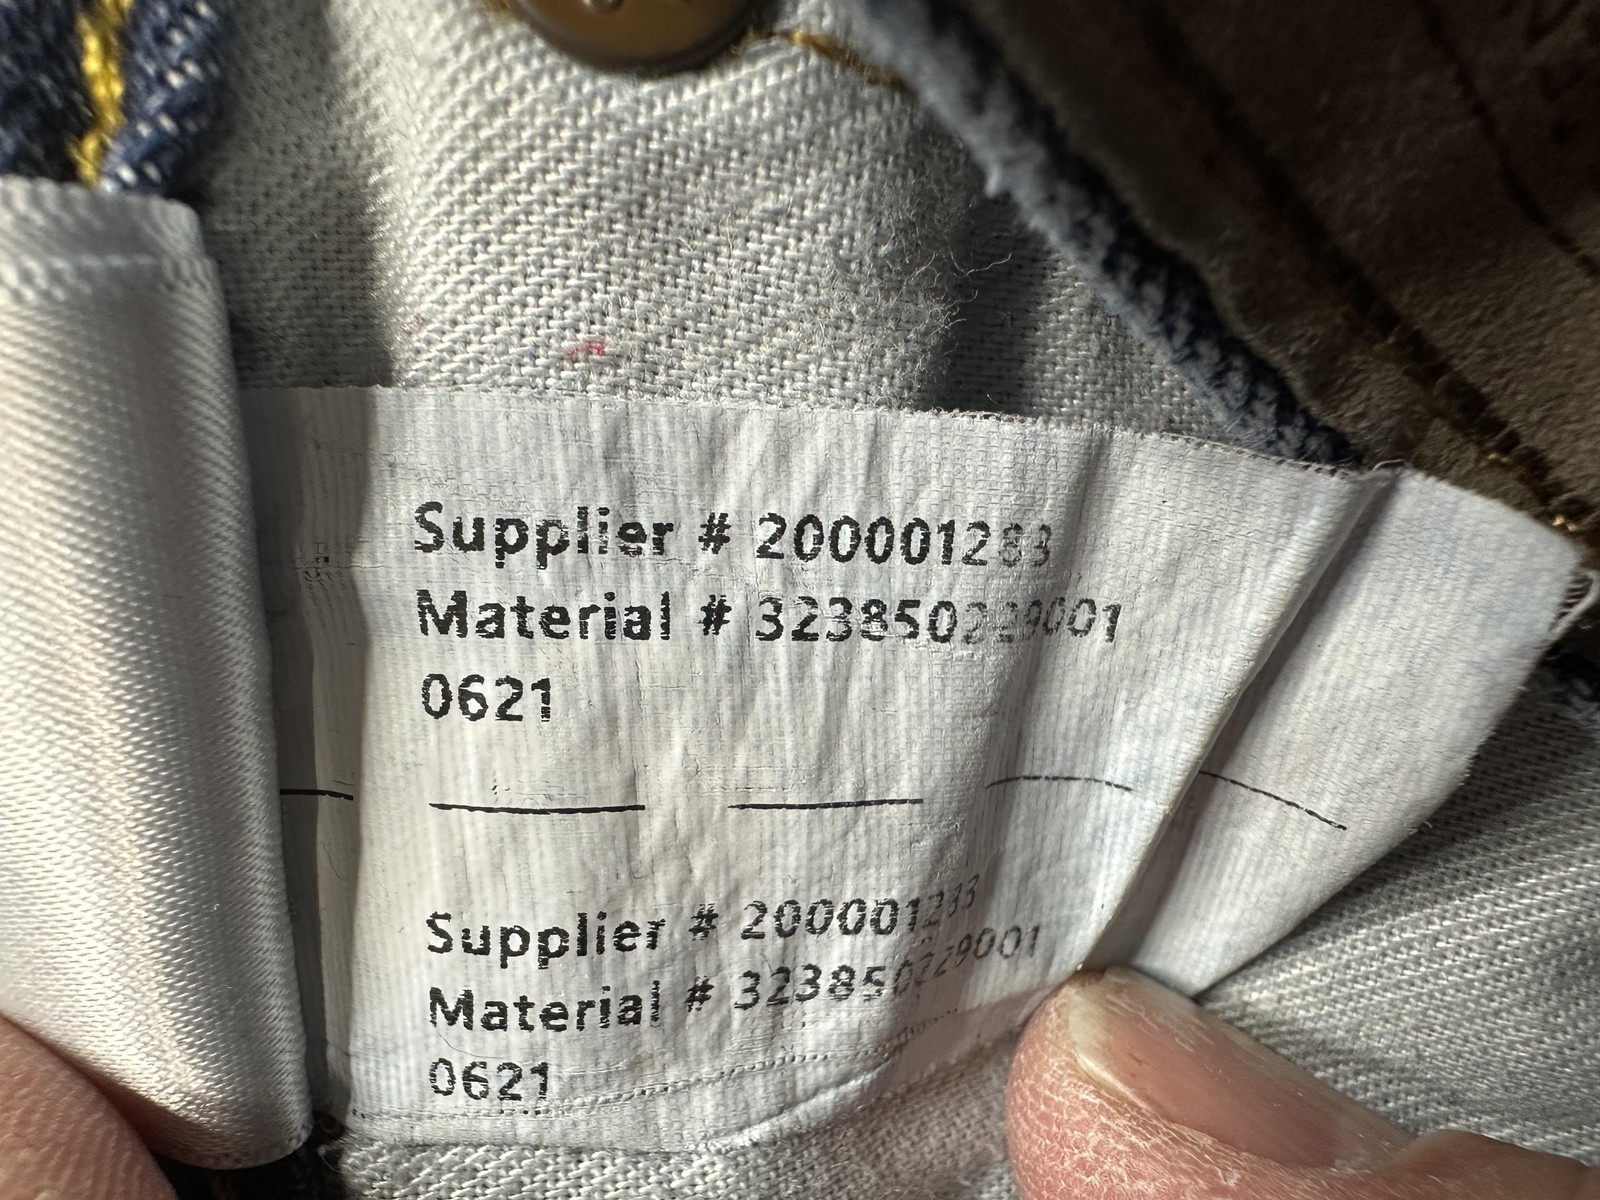 Supplier # 200001283
Material # 323850229001
0621
Supplier # 200001283
Material # 323850229001
0621